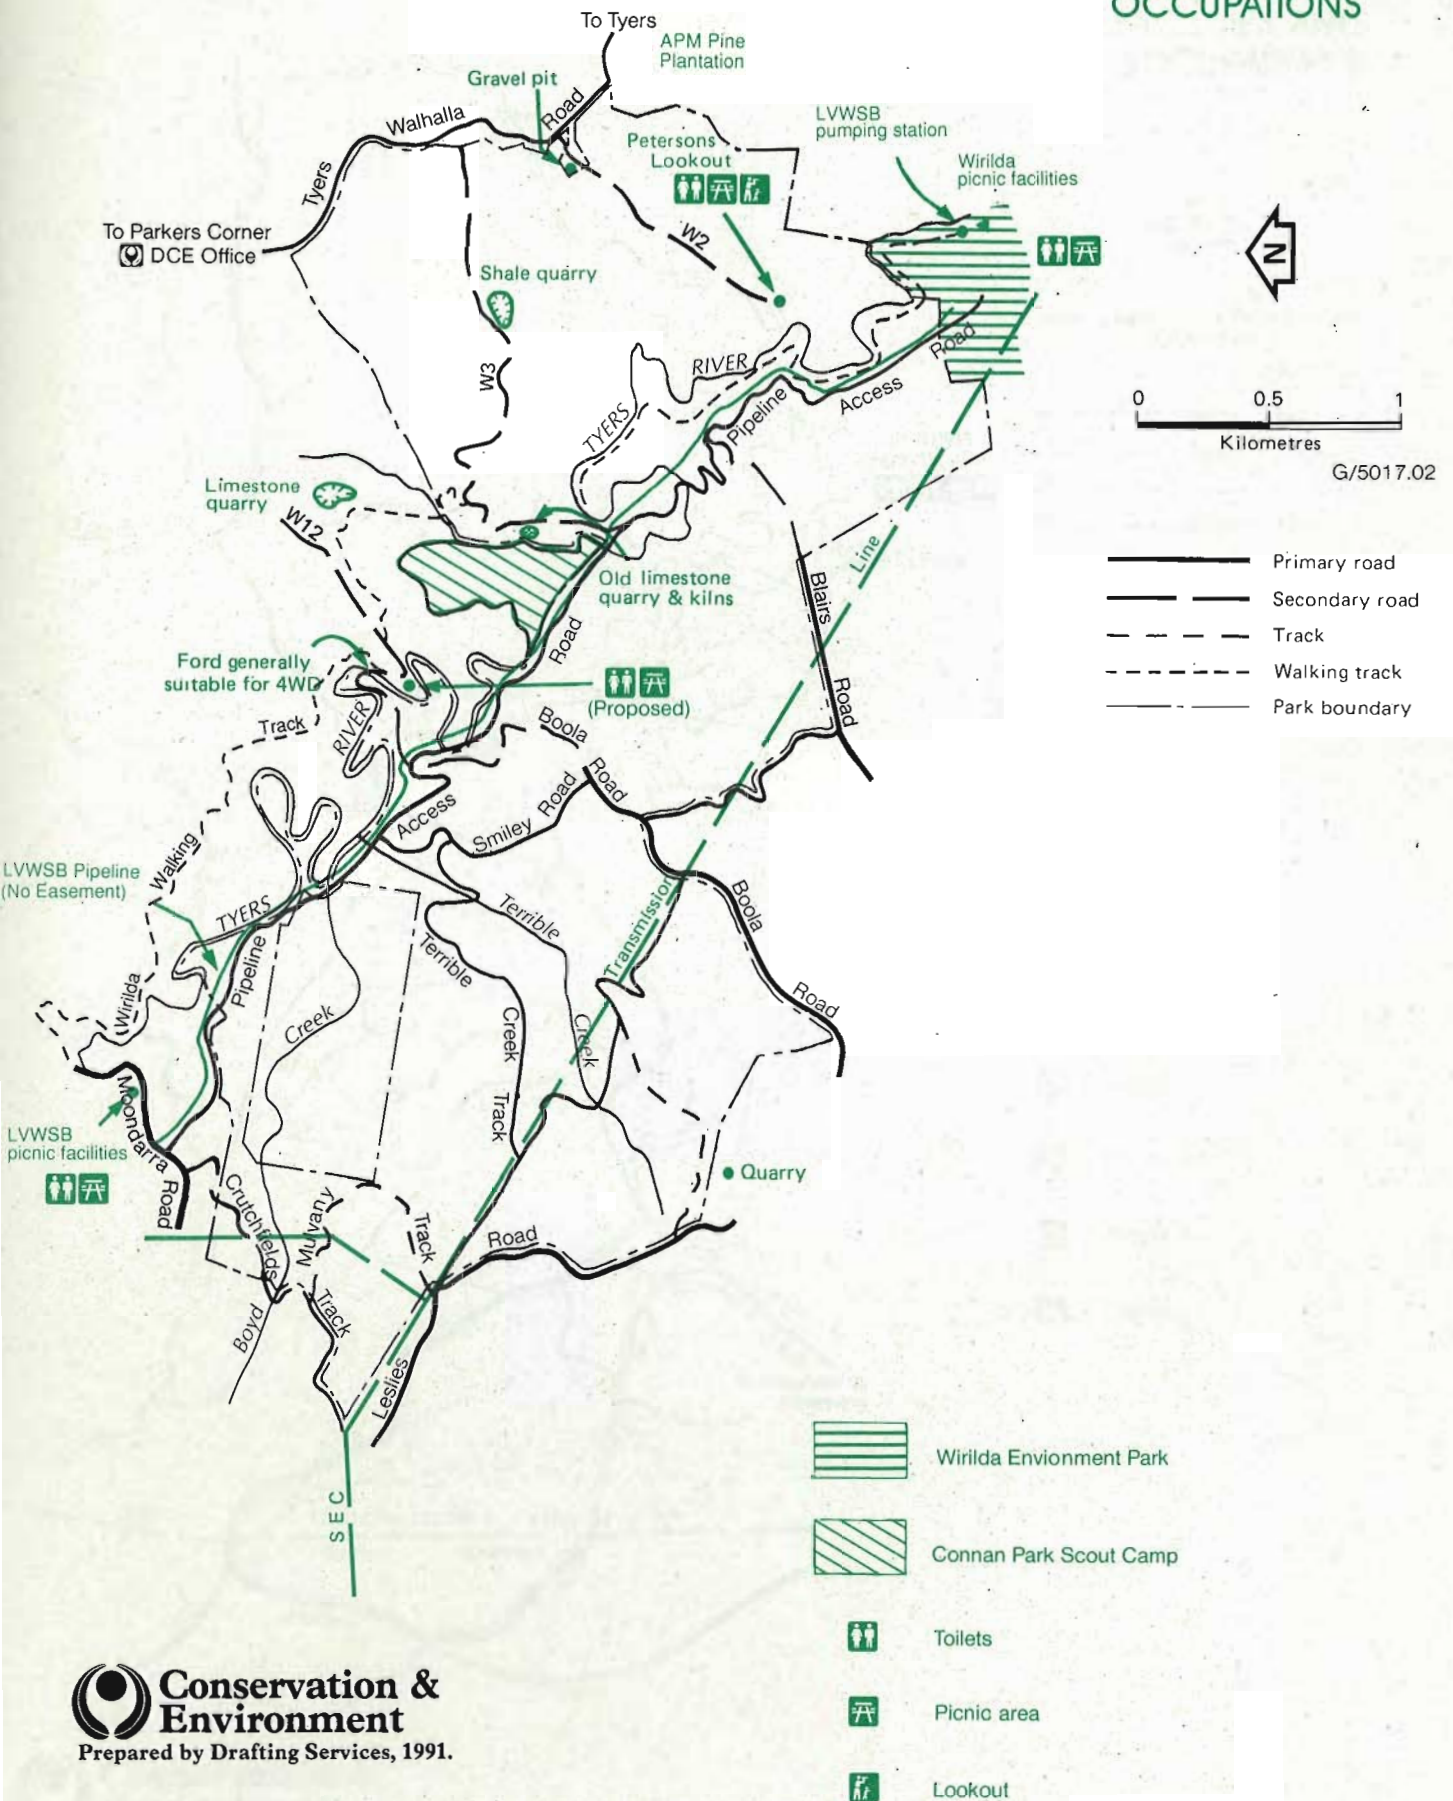 OCCUPATIONS
To Tyers
APM Pine
Plantation
Gravel pit
Walhalla
Road
Tyers
LVWSB
pumping station
Petersons
Lookout
Wirilda
picnic facilities
To Parkers Corner
DCE Office
W2
N
Shale quarry
W3
RIVER
TYERS
Pipeline
Access
Road
0 0.5 1
Kilometres
G/5017.02
Limestone
quarry
W12
Line
Primary road
Old limestone
quarry & kilns
Blairs
Road
Secondary road
Track
Walking track
Park boundary
Road
Ford generally
suitable for 4WD
(Proposed)
Track
RIVER
Boola
Road
Access
Smiley Road
LVWSB Pipeline
(No Easement)
Walking
TYERS
Terrible
Boola
Road
Transmission
Terrible
Wirilda
Pipeline
Creek
Creek
Creek
Track
Moondarra
Road
LVWSB
picnic facilities
Quarry
Crutchfields
Mulvany
Track
Road
Boyd
Track
Leslies
SEC
Wirilda Envionment Park
Connan Park Scout Camp
Toilets
Picnic area
Lookout
Conservation &
Environment
Prepared by Drafting Services, 1991.